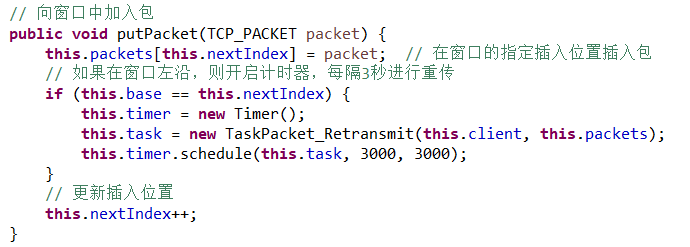 // 向窗口中加入包
public void putPacket(TCP_PACKET packet) {
this.packets[this.nextIndex] = packet; // 在窗口的指定插入位置插入包
// 如果在窗口左沿，则开启计时器，每隔3秒进行重传
if (this.base == this.nextIndex) {
this.timer = new Timer();
this.task = new TaskPacket_Retransmit(this.client, this.packets);
this.timer.schedule(this.task, 3000, 3000);
}
// 更新插入位置
this.nextIndex++;
}